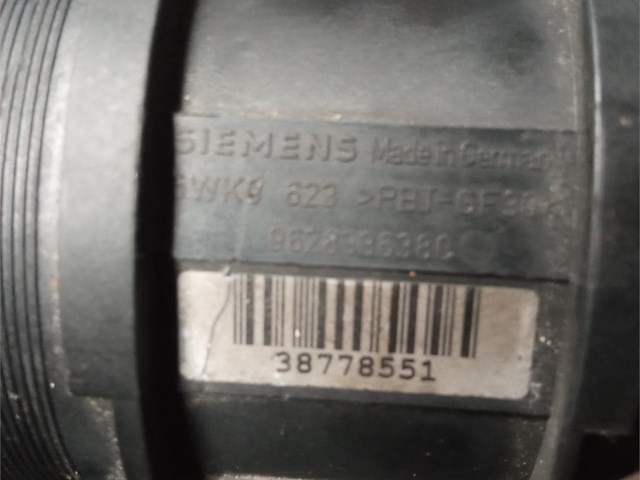 SIEMENS Made in Germany
5WK9 623 >PBT-GF30<
9628336380
38778551